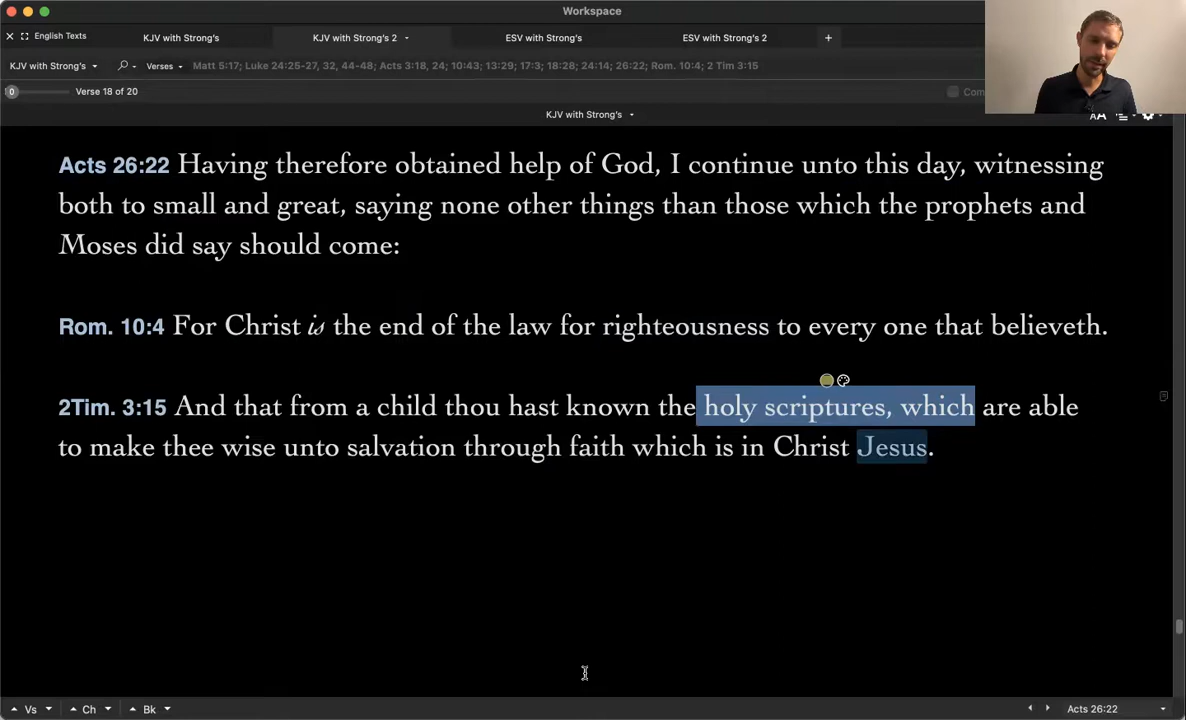 Workspace
English Texts
KJV with Strong's
KJV with Strong's 2
ESV with Strong's
ESV with Strong's 2
+
KJV with Strong's
Verses
Matt 5:17; Luke 24:25-27, 32, 44-48; Acts 3:18, 24; 10:43; 13:29; 17:3; 18:28; 24:14; 26:22; Rom. 10:4; 2 Tim 3:15
0
Verse 18 of 20
KJV with Strong's
AA
Acts 26:22 Having therefore obtained help of God, I continue unto this day, witnessing
both to small and great, saying none other things than those which the prophets and
Moses did say should come:
Rom. 10:4 For Christ is the end of the law for righteousness to every one that believeth.
2Tim. 3:15 And that from a child thou hast known the holy scriptures, which are able
to make thee wise unto salvation through faith which is in Christ Jesus.
Vs
Ch
Bk
Acts 26:22